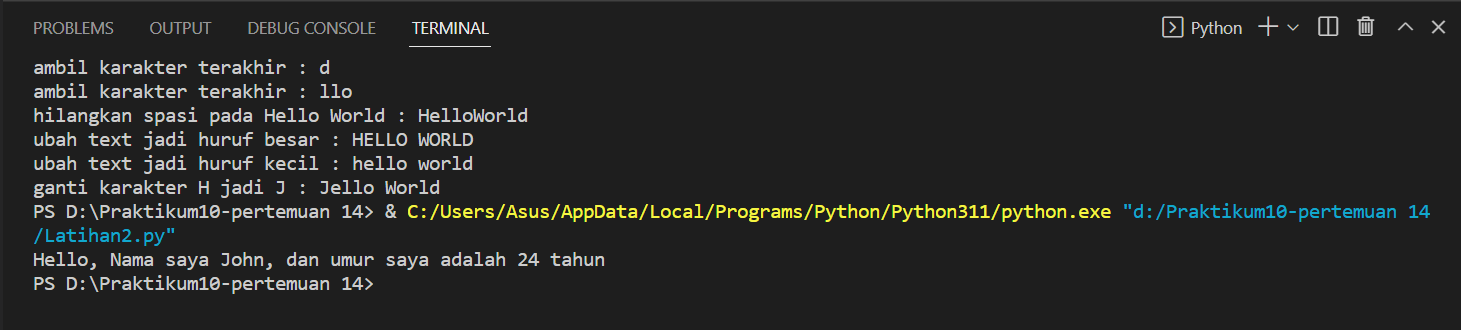 PROBLEMS OUTPUT DEBUG CONSOLE TERMINAL Python
ambil karakter terakhir : d
ambil karakter terakhir : llo
hilangkan spasi pada Hello World : HelloWorld
ubah text jadi huruf besar : HELLO WORLD
ubah text jadi huruf kecil : hello world
ganti karakter H jadi J : Jello World
PS D:\Praktikum10-pertemuan 14> & C:/Users/Asus/AppData/Local/Programs/Python/Python311/python.exe "d:/Praktikum10-pertemuan 14
/Latihan2.py"
Hello, Nama saya John, dan umur saya adalah 24 tahun
PS D:\Praktikum10-pertemuan 14>